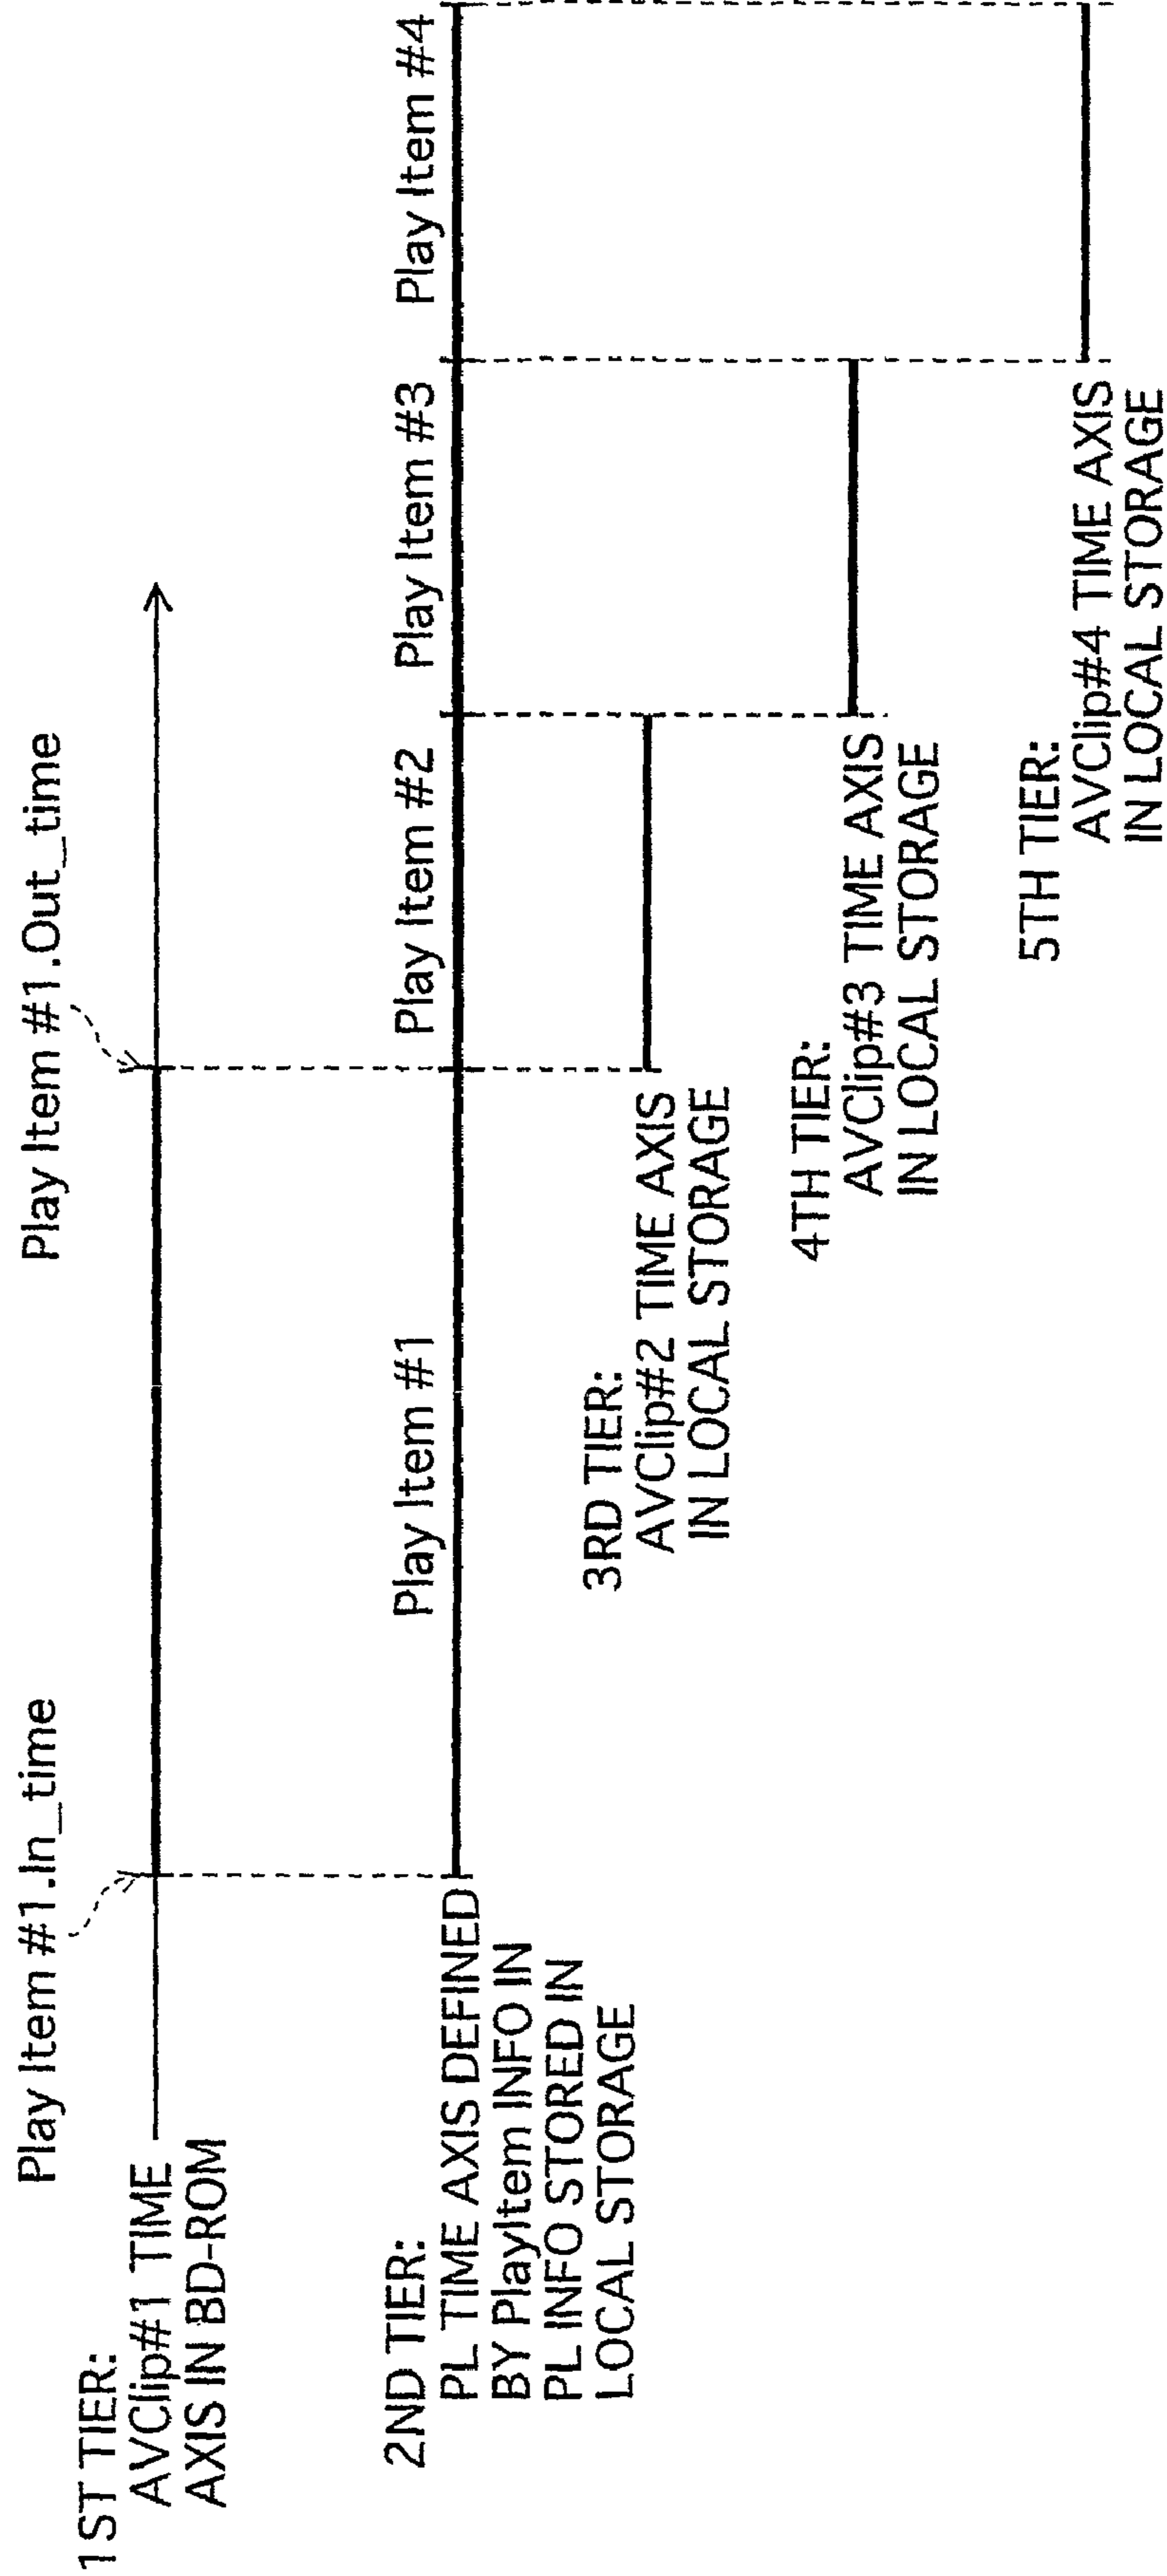 Play Item #1.In_time
Play Item #1.Out_time
1ST TIER:
AVClip#1 TIME
AXIS IN BD-ROM
Play Item #1
Play Item #2
Play Item #3
Play Item #4
2ND TIER:
PL TIME AXIS DEFINED
BY PlayItem INFO IN
PL INFO STORED IN
LOCAL STORAGE
3RD TIER:
AVClip#2 TIME AXIS
IN LOCAL STORAGE
4TH TIER:
AVClip#3 TIME AXIS
IN LOCAL STORAGE
5TH TIER:
AVClip#4 TIME AXIS
IN LOCAL STORAGE